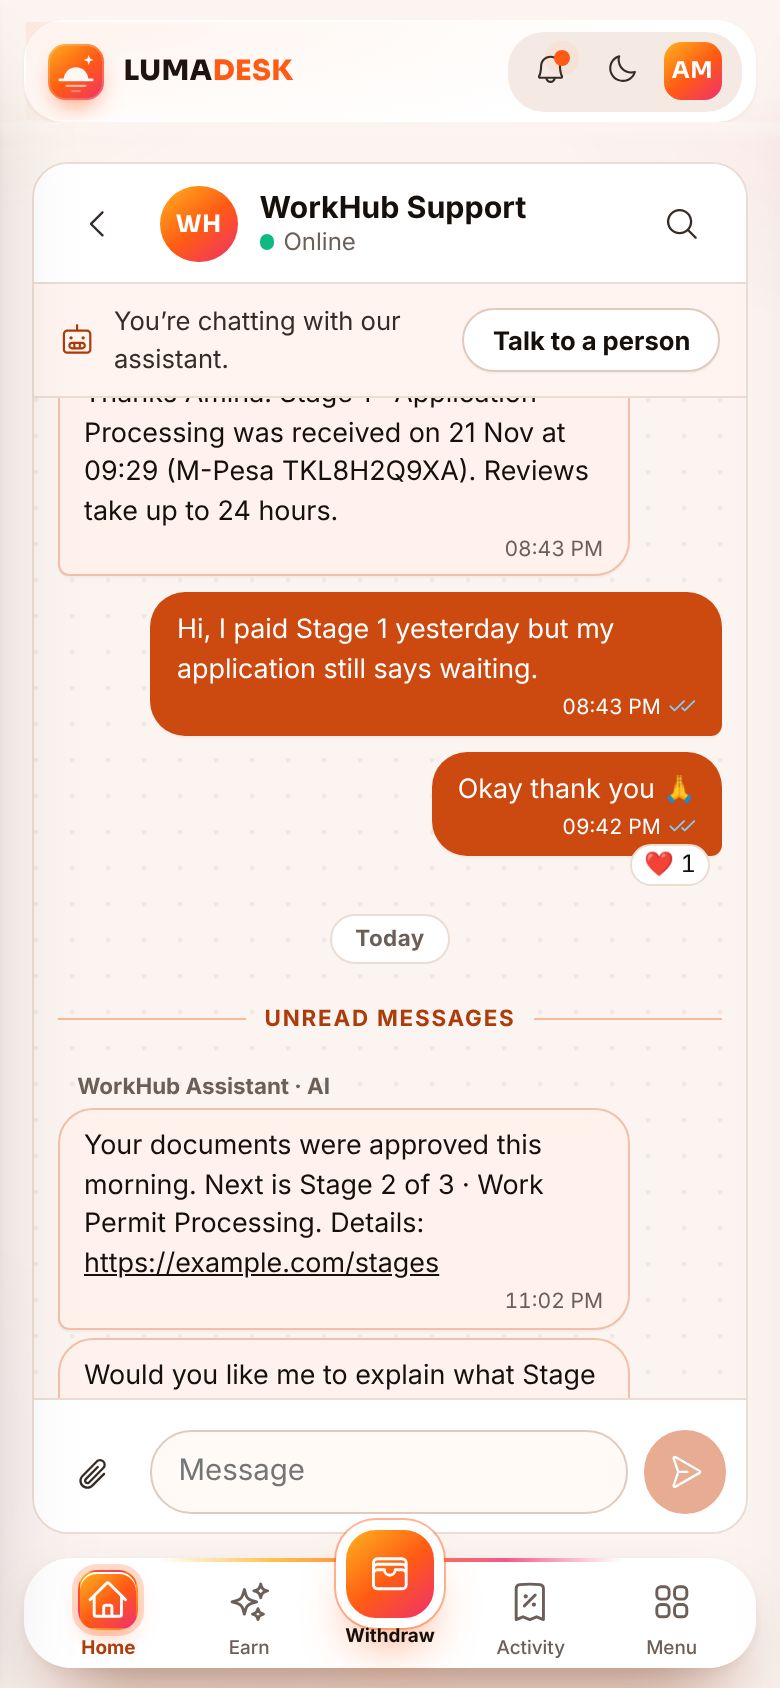 LUMADESK
AM
WH
WorkHub Support
Online
You’re chatting with our
assistant.
Talk to a person
Thanks Amina. Stage 1 · Application
Processing was received on 21 Nov at
09:29 (M-Pesa TKL8H2Q9XA). Reviews
take up to 24 hours.
08:43 PM
Hi, I paid Stage 1 yesterday but my
application still says waiting.
08:43 PM
Okay thank you 🙏
09:42 PM
❤️ 1
Today
UNREAD MESSAGES
WorkHub Assistant · AI
Your documents were approved this
morning. Next is Stage 2 of 3 · Work
Permit Processing. Details:
https://example.com/stages
11:02 PM
Would you like me to explain what Stage
Message
Home
Earn
Withdraw
Activity
Menu